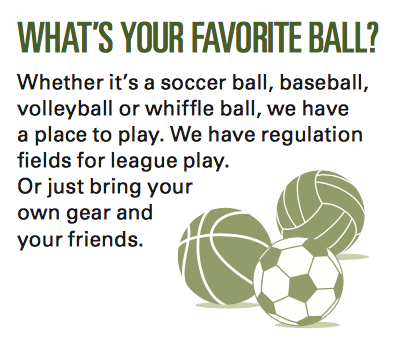 WHAT'S YOUR FAVORITE BALL?
Whether it's a soccer ball, baseball,
volleyball or whiffle ball, we have
a place to play. We have regulation
fields for league play.
Or just bring your
own gear and
your friends.